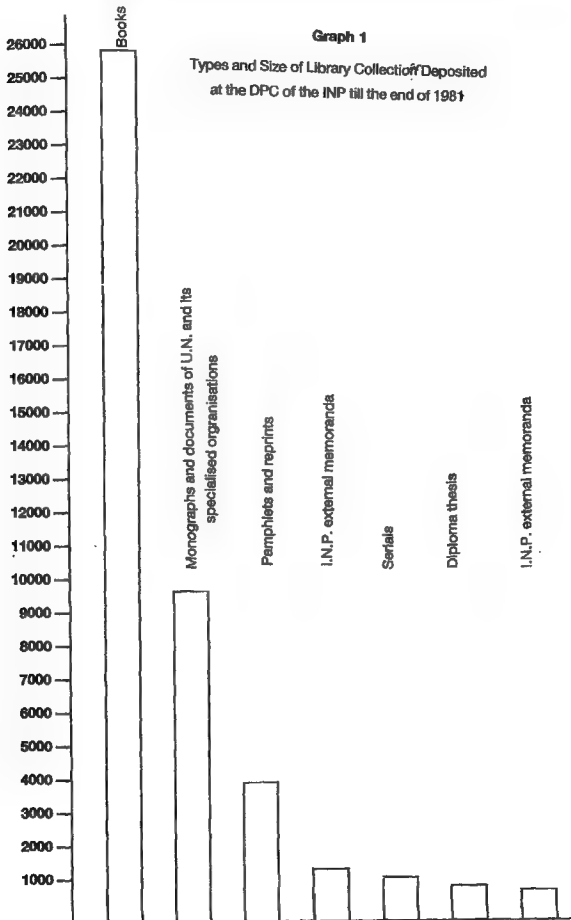 Graph 1
Types and Size of Library Collection Deposited
at the DPC of the INP till the end of 1981
26000
25000
24000
23000
22000
21000
20000
19000
18000
17000
16000
15000
14000
13000
12000
11000
10000
9000
8000
7000
6000
5000
4000
3000
2000
1000
Books
Monographs and documents of U.N. and its
specialised orgranisations
Pamphlets and reprints
I.N.P. external memoranda
Serials
Diploma thesis
I.N.P. external memoranda